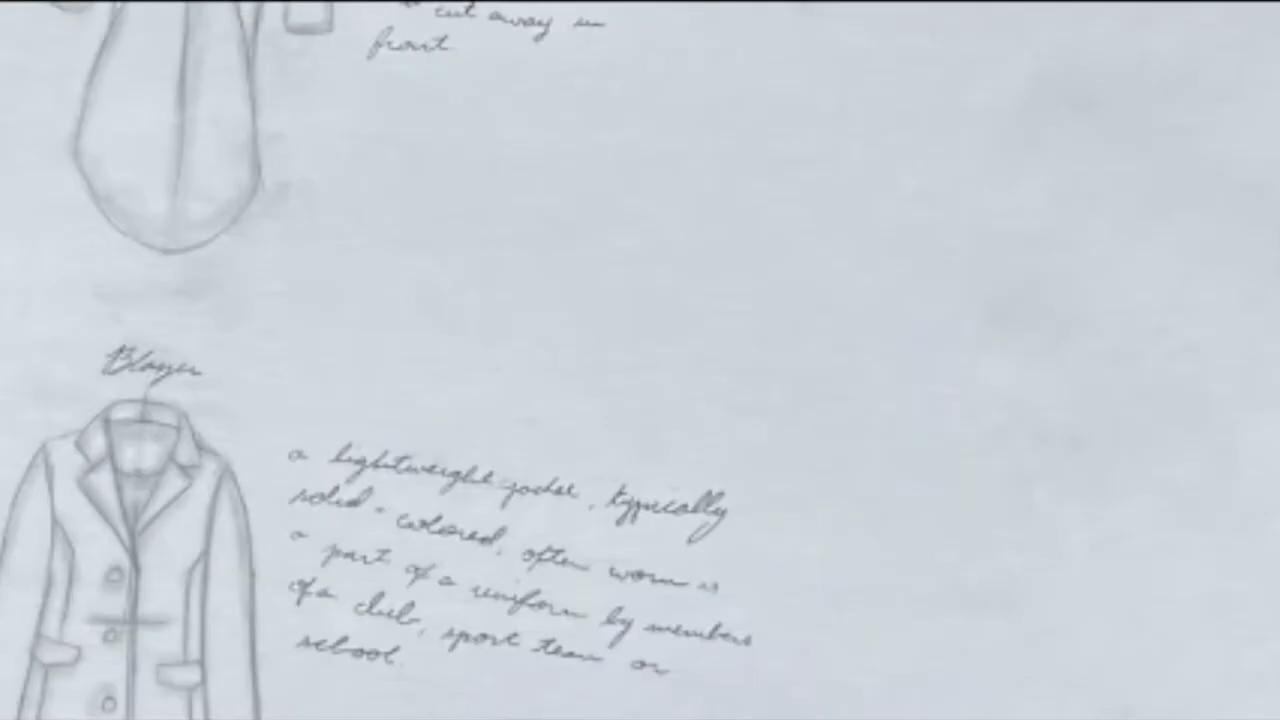 cut away in
front
Blazer
a lightweight jacket, typically
solid-colored, often worn as
a part of a uniform by members
of a club, sport team or
school.